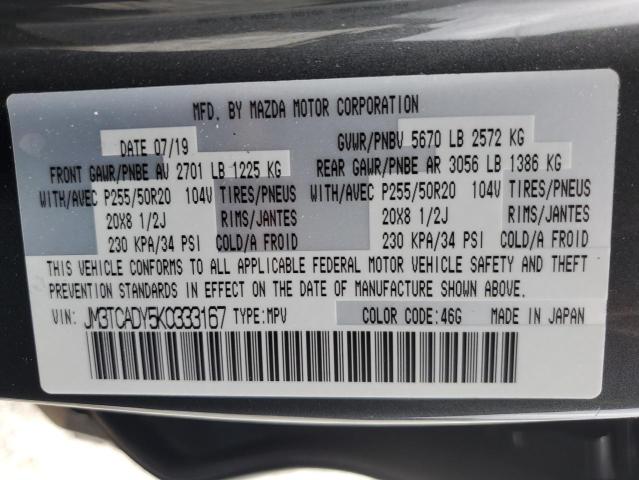 MFD. BY MAZDA MOTOR CORPORATION
DATE 07/19 GVWR/PNBV 5670 LB 2572 KG
FRONT GAWR/PNBE AV 2701 LB 1225 KG REAR GAWR/PNBE AR 3056 LB 1386 KG
WITH/AVEC P255/50R20 104V TIRES/PNEUS WITH/AVEC P255/50R20 104V TIRES/PNEUS
20X8 1/2J RIMS/JANTES 20X8 1/2J RIMS/JANTES
230 KPA/34 PSI COLD/A FROID 230 KPA/34 PSI COLD/A FROID
THIS VEHICLE CONFORMS TO ALL APPLICABLE FEDERAL MOTOR VEHICLE SAFETY AND THEFT
PREVENTION STANDARDS IN EFFECT ON THE DATE OF MANUFACTURE SHOWN ABOVE.
VIN: JM3TCADY5K0333167 TYPE:MPV COLOR CODE:46G MADE IN JAPAN